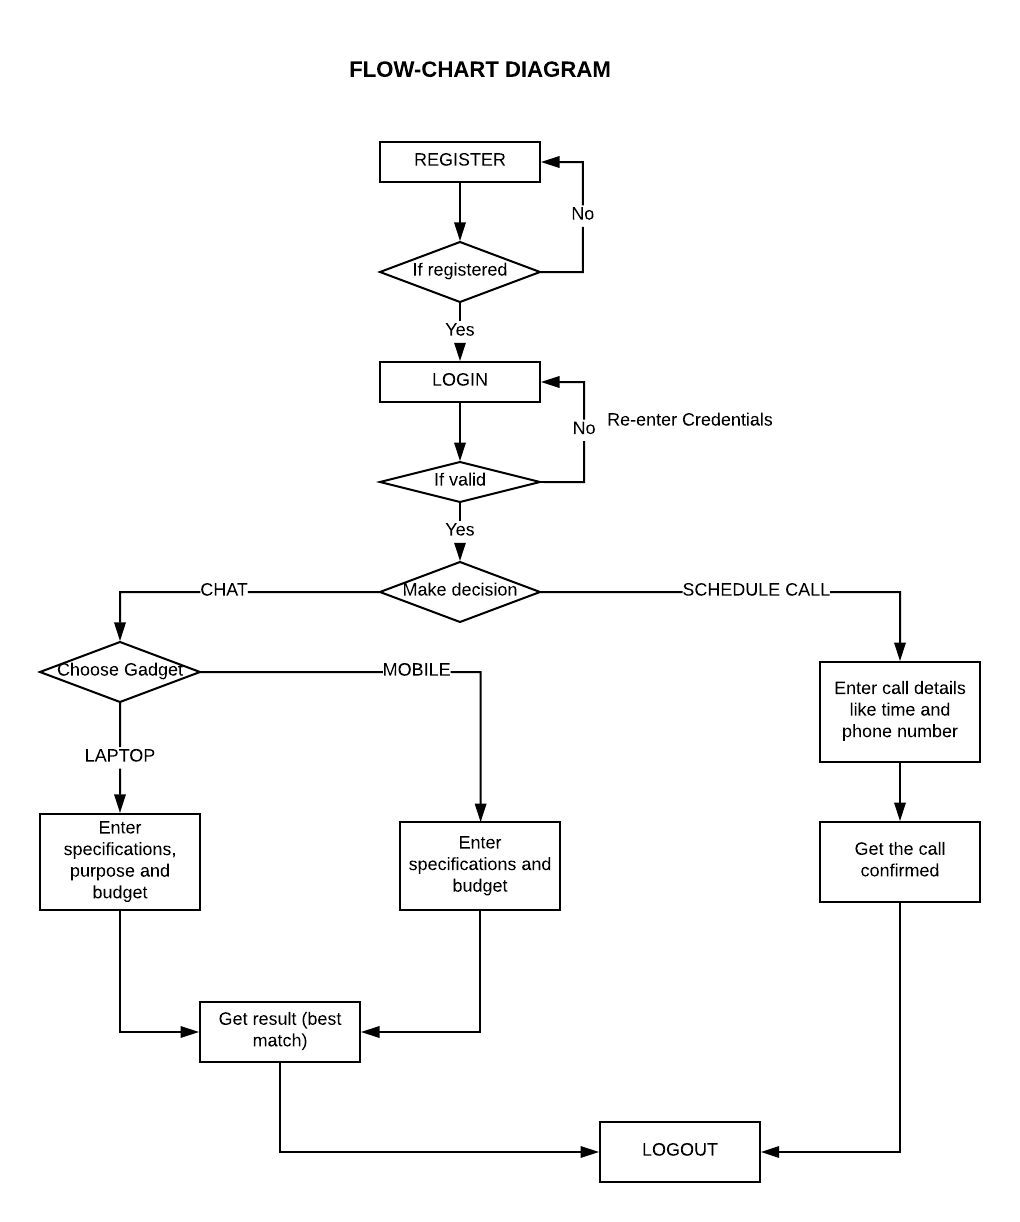 FLOW-CHART DIAGRAM
REGISTER
No
If registered
Yes
LOGIN
Re-enter Credentials
No
If valid
Yes
Make decision
CHAT
SCHEDULE CALL
Choose Gadget
MOBILE
LAPTOP
Enter call details
like time and
phone number
Enter
specifications,
purpose and
budget
Enter
specifications and
budget
Get the call
confirmed
Get result (best
match)
LOGOUT